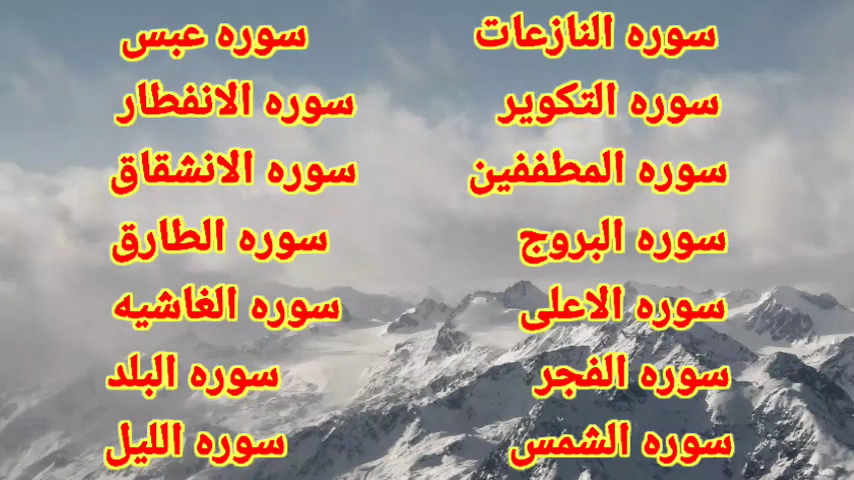 سوره النازعات
سوره عبس
سوره التكوير
سوره الانفطار
سوره المطففين
سوره الانشقاق
سوره البروج
سوره الطارق
سوره الاعلى
سوره الغاشيه
سوره الفجر
سوره البلد
سوره الشمس
سوره الليل